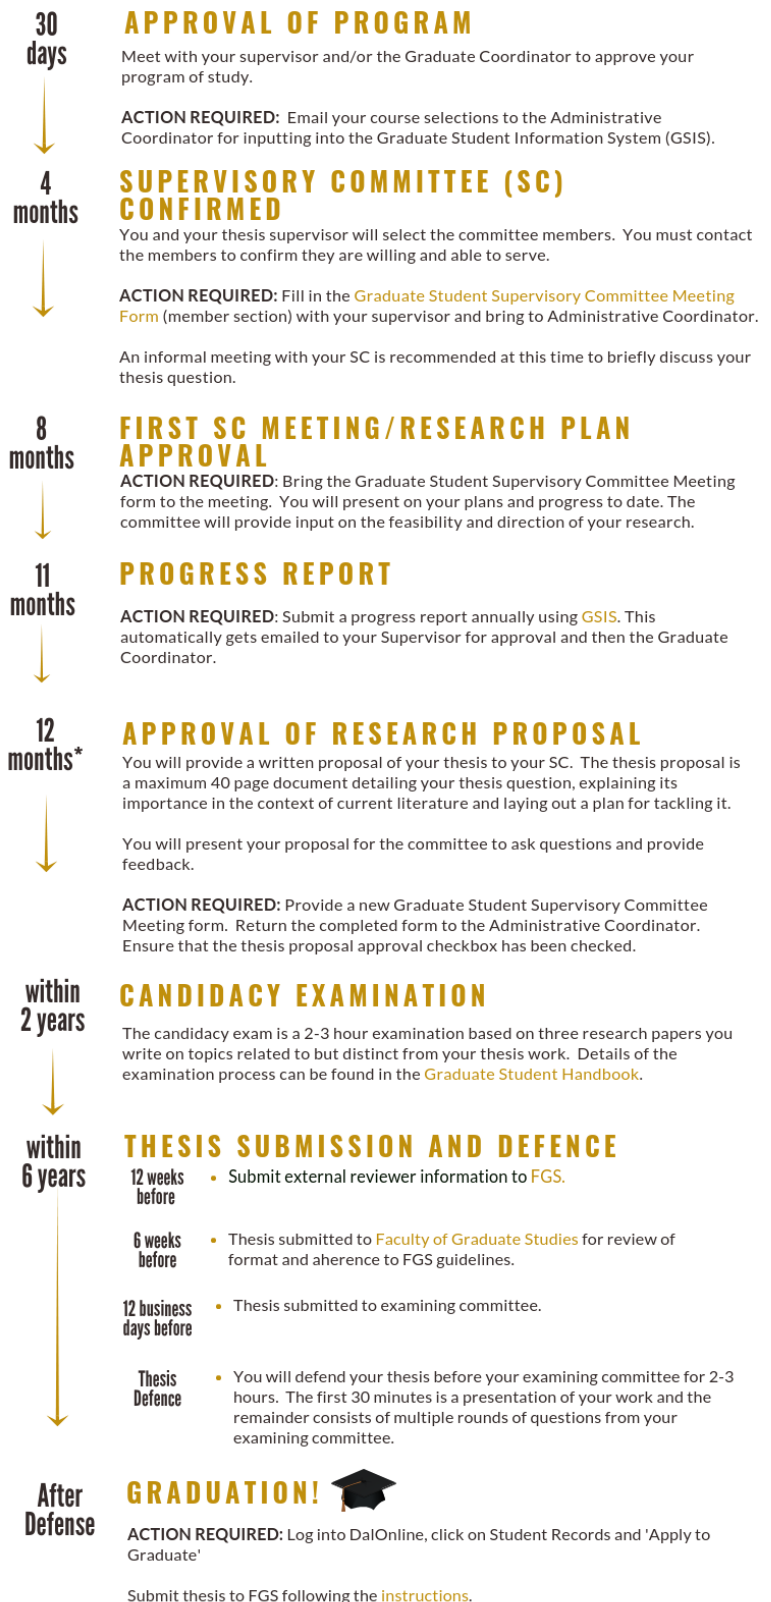 30
days
APPROVAL OF PROGRAM
Meet with your supervisor and/or the Graduate Coordinator to approve your
program of study.
ACTION REQUIRED:  Email your course selections to the Administrative
Coordinator for inputting into the Graduate Student Information System (GSIS).
4
months
SUPERVISORY COMMITTEE (SC)
CONFIRMED
You and your thesis supervisor will select the committee members.  You must contact
the members to confirm they are willing and able to serve.
ACTION REQUIRED: Fill in the Graduate Student Supervisory Committee Meeting
Form (member section) with your supervisor and bring to Administrative Coordinator.
An informal meeting with your SC is recommended at this time to briefly discuss your
thesis question.
8
months
FIRST SC MEETING/RESEARCH PLAN
APPROVAL
ACTION REQUIRED: Bring the Graduate Student Supervisory Committee Meeting
form to the meeting.  You will present on your plans and progress to date. The
committee will provide input on the feasibility and direction of your research.
11
months
PROGRESS REPORT
ACTION REQUIRED: Submit a progress report annually using GSIS. This
automatically gets emailed to your Supervisor for approval and then the Graduate
Coordinator.
12
months*
APPROVAL OF RESEARCH PROPOSAL
You will provide a written proposal of your thesis to your SC.  The thesis proposal is
a maximum 40 page document detailing your thesis question, explaining its
importance in the context of current literature and laying out a plan for tackling it.
You will present your proposal for the committee to ask questions and provide
feedback.
ACTION REQUIRED: Provide a new Graduate Student Supervisory Committee
Meeting form.  Return the completed form to the Administrative Coordinator.
Ensure that the thesis proposal approval checkbox has been checked.
within
2 years
CANDIDACY EXAMINATION
The candidacy exam is a 2-3 hour examination based on three research papers you
write on topics related to but distinct from your thesis work.  Details of the
examination process can be found in the Graduate Student Handbook.
within
6 years
THESIS SUBMISSION AND DEFENCE
12 weeks
before
• Submit external reviewer information to FGS.
6 weeks
before
• Thesis submitted to Faculty of Graduate Studies for review of
format and aherence to FGS guidelines.
12 business
days before
• Thesis submitted to examining committee.
Thesis
Defence
• You will defend your thesis before your examining committee for 2-3
hours.  The first 30 minutes is a presentation of your work and the
remainder consists of multiple rounds of questions from your
examining committee.
After
Defense
GRADUATION!
ACTION REQUIRED: Log into DalOnline, click on Student Records and 'Apply to
Graduate'
Submit thesis to FGS following the instructions.